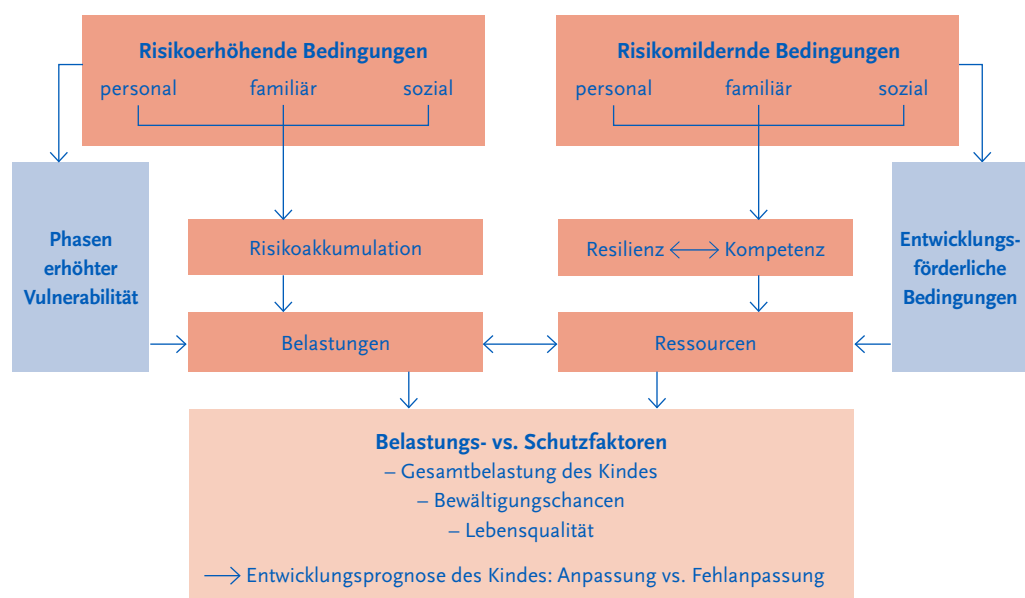 Risikoerhöhende Bedingungen
personal familiär sozial
Risikomildernde Bedingungen
personal familiär sozial
Phasen
erhöhter
Vulnerabilität
Risikoakkumulation
Resilienz ⟷ Kompetenz
Entwicklungs-
förderliche
Bedingungen
Belastungen
Ressourcen
Belastungs- vs. Schutzfaktoren
– Gesamtbelastung des Kindes
– Bewältigungschancen
– Lebensqualität
⟶ Entwicklungsprognose des Kindes: Anpassung vs. Fehlanpassung